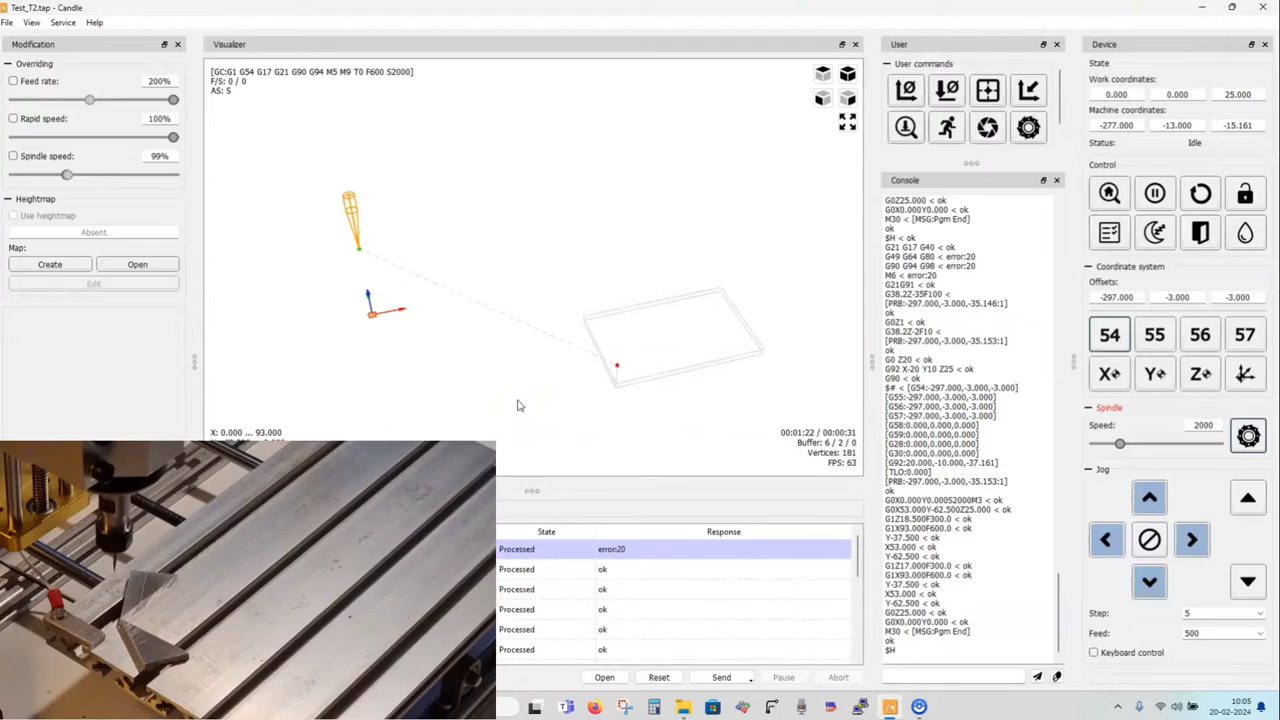 Test_T2.tap - Candle
File View Service Help
Modification
Overriding
Feed rate: 200%
Rapid speed: 100%
Spindle speed: 99%
Heightmap
Use heightmap
Absent
Map:
Create Open
Edit
Visualizer
[GC:G1 G54 G17 G21 G90 G94 M5 M9 T0 F600 S2000]
F/S: 0 / 0
AS: S
X: 0.000 ... 93.000
00:01:22 / 00:00:31
Buffer: 6 / 2 / 0
Vertices: 181
FPS: 63
State Response
Processed error:20
Processed ok
Processed ok
Processed ok
Processed ok
Processed ok
Open Reset Send Pause Abort
User
User commands
Console
G0Z25.000 < ok
G0X0.000Y0.000 < ok
M30 < [MSG:Pgm End]
ok
$H < ok
G21 G17 G40 < ok
G49 G64 G80 < error:20
G90 G94 G98 < error:20
M6 < error:20
G21G91 < ok
G38.2Z-35F100 <
[PRB:-297.000,-3.000,-35.146:1]
ok
G0Z1 < ok
G38.2Z-2F10 <
[PRB:-297.000,-3.000,-35.153:1]
ok
G0 Z20 < ok
G92 X-20 Y10 Z25 < ok
G90 < ok
$# < [G54:-297.000,-3.000,-3.000]
[G55:-297.000,-3.000,-3.000]
[G56:-297.000,-3.000,-3.000]
[G57:-297.000,-3.000,-3.000]
[G58:0.000,0.000,0.000]
[G59:0.000,0.000,0.000]
[G28:0.000,0.000,0.000]
[G30:0.000,0.000,0.000]
[G92:20.000,-10.000,-37.161]
[TLO:0.000]
[PRB:-297.000,-3.000,-35.153:1]
ok
G0X0.000Y0.000S2000M3 < ok
G0X53.000Y-62.500Z25.000 < ok
G1Z18.500F300.0 < ok
G1X93.000F600.0 < ok
Y-37.500 < ok
X53.000 < ok
Y-62.500 < ok
G1Z17.000F300.0 < ok
G1X93.000F600.0 < ok
Y-37.500 < ok
X53.000 < ok
Y-62.500 < ok
G0Z25.000 < ok
G0X0.000Y0.000 < ok
M30 < [MSG:Pgm End]
ok
$H
Device
State
Work coordinates:
0.000 0.000 25.000
Machine coordinates:
-277.000 -13.000 -15.161
Status: Idle
Control
Coordinate system
Offsets: -297.000 -3.000 -3.000
54 55 56 57
X Y Z
Spindle
Speed: 2000
Jog
Step: 5
Feed: 500
Keyboard control
10:05
20-02-2024